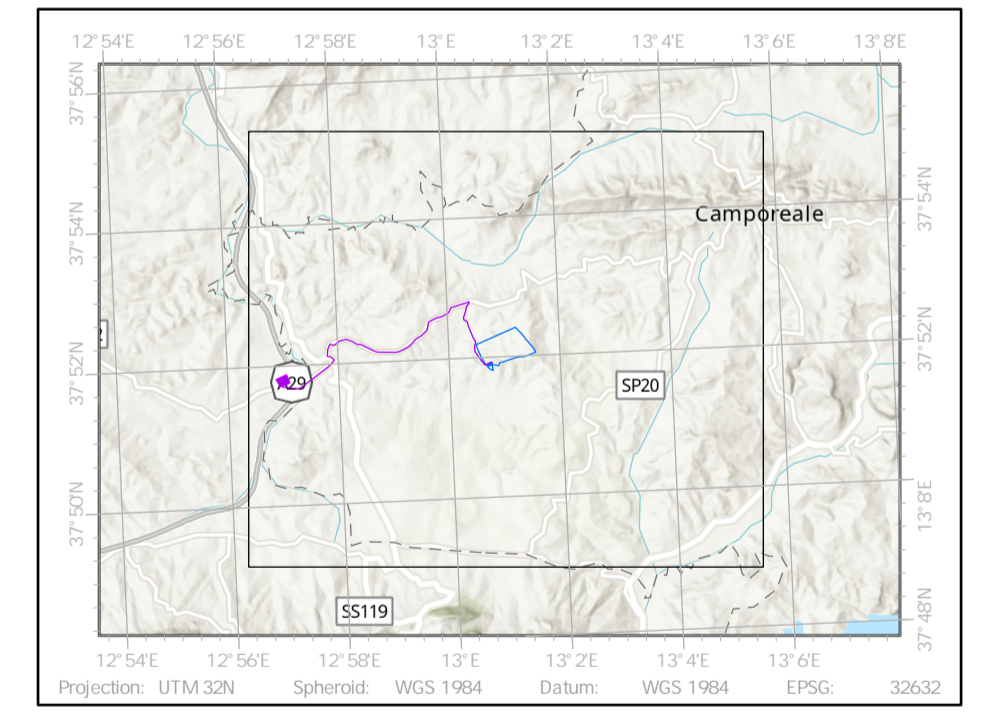 12°54'E 12°56'E 12°58'E 13°E 13°2'E 13°4'E 13°6'E 13°8'E
37°56'N
37°54'N
Camporeale
37°54'N
37°52'N
37°52'N
A29
SP20
37°50'N
13°8'E
SS119
37°48'N
12°54'E 12°56'E 12°58'E 13°E 13°2'E 13°4'E 13°6'E
Projection: UTM 32N Spheroid: WGS 1984 Datum: WGS 1984 EPSG: 32632